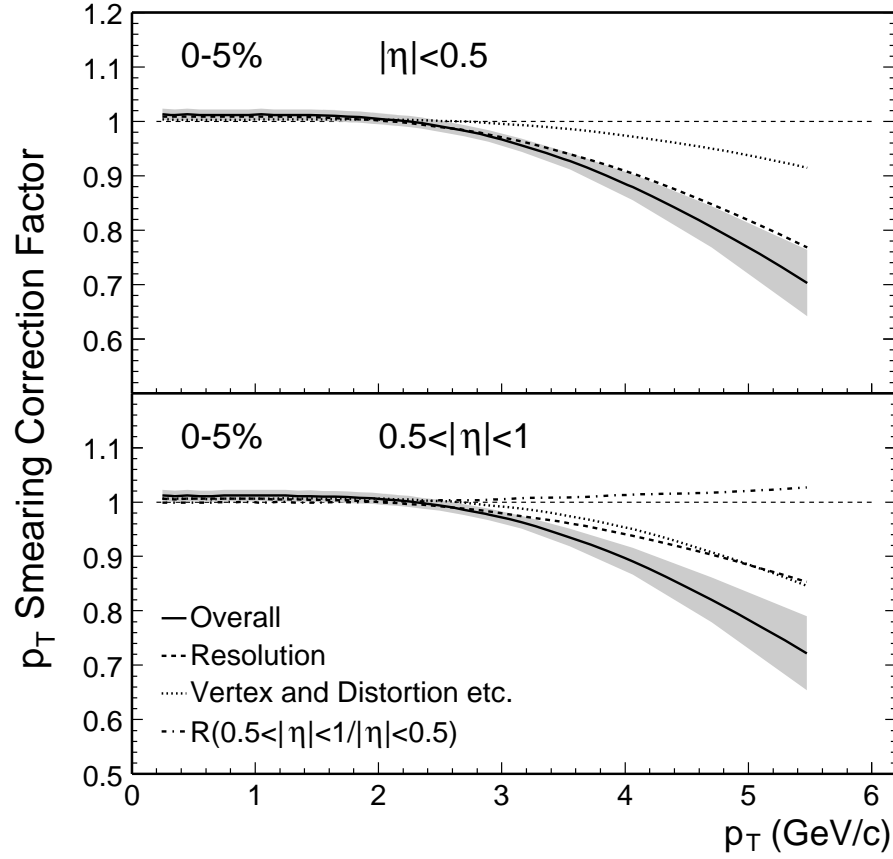 1.2
1.1
1
0.9
0.8
0.7
0.6
0-5% |η|<0.5
p_T Smearing Correction Factor
1.1
1
0.9
0.8
0.7
0.6
0.5
0-5% 0.5<|η|<1
Overall
Resolution
Vertex and Distortion etc.
R(0.5<|η|<1/|η|<0.5)
0 1 2 3 4 5 6
p_T (GeV/c)